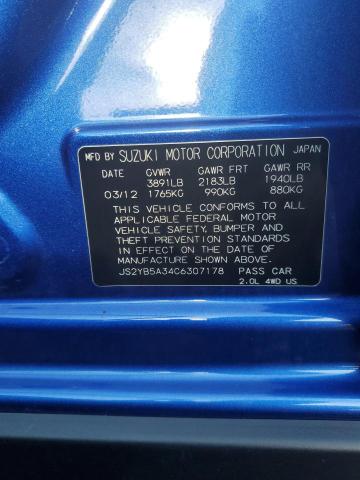 MFD BY SUZUKI MOTOR CORPORATION JAPAN
DATE GVWR GAWR FRT GAWR RR
3891LB 2183LB 1940LB
03/12 1765KG 990KG 880KG
THIS VEHICLE CONFORMS TO ALL
APPLICABLE FEDERAL MOTOR
VEHICLE SAFETY, BUMPER AND
THEFT PREVENTION STANDARDS
IN EFFECT ON THE DATE OF
MANUFACTURE SHOWN ABOVE.
JS2YB5A34C6307178 PASS CAR
2.0L 4WD US